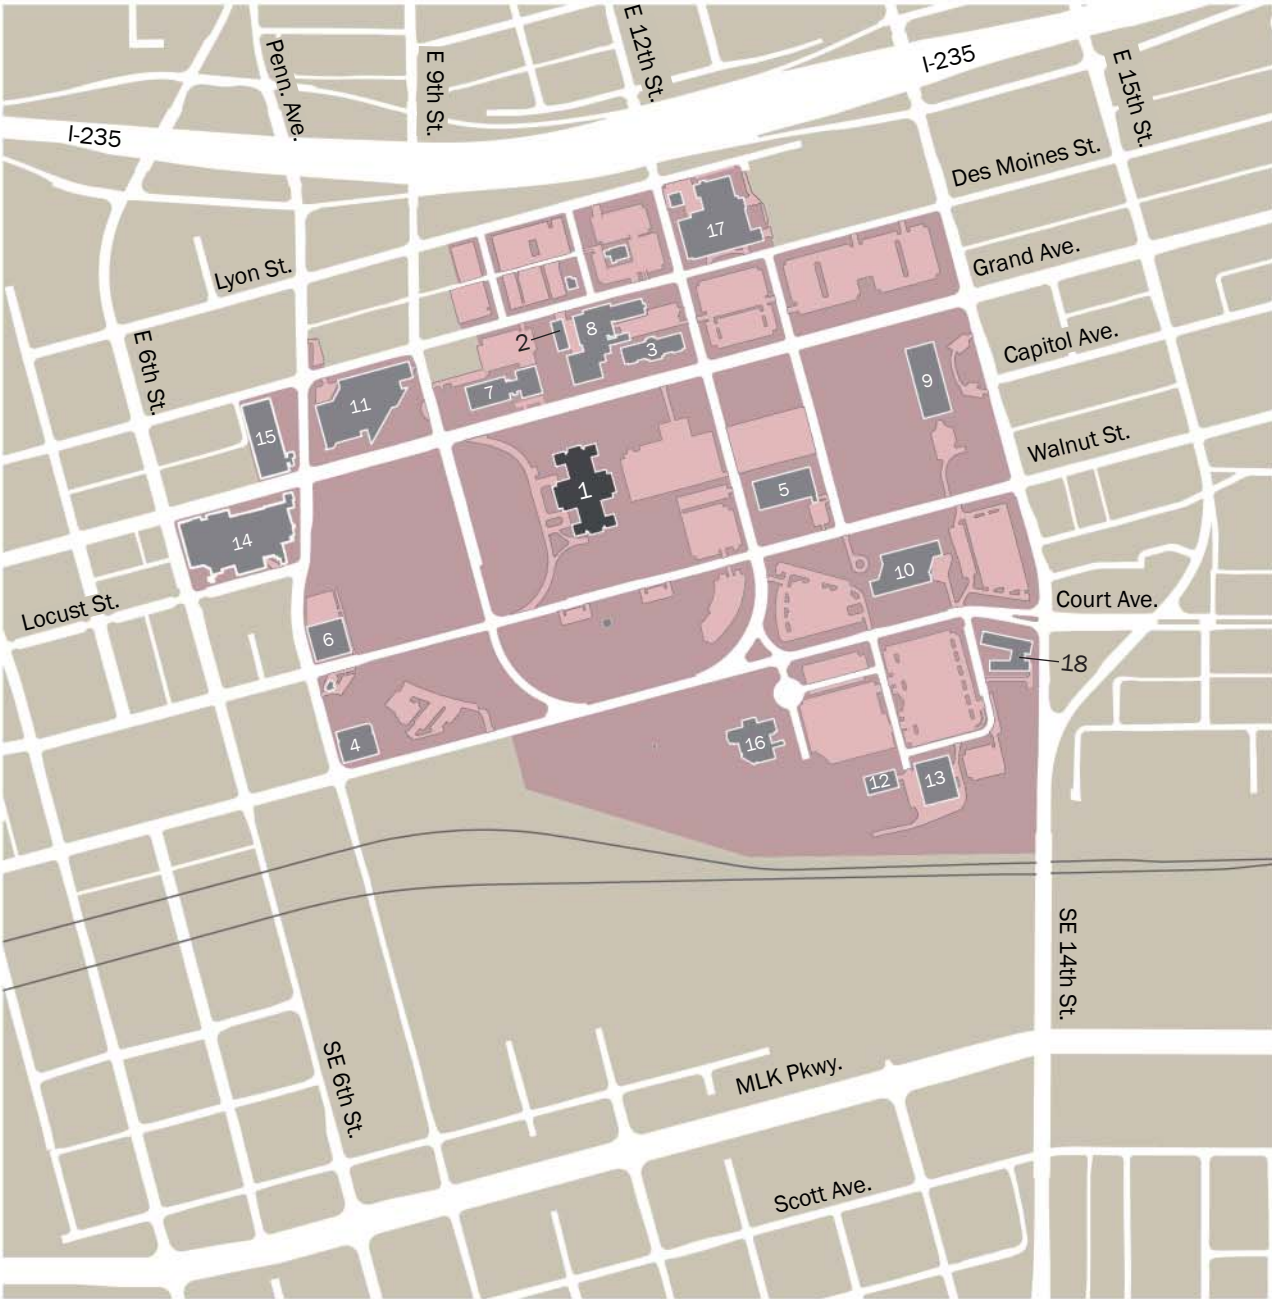 E 12th St.
Penn. Ave.
E 9th St.
I-235
E 15th St.
I-235
Des Moines St.
17
Grand Ave.
Lyon St.
8
2
Capitol Ave.
3
E 6th St.
9
7
11
15
Walnut St.
5
1
14
10
Locust St.
Court Ave.
6
18
16
4
12
13
SE 14th St.
SE 6th St.
MLK Pkwy.
Scott Ave.